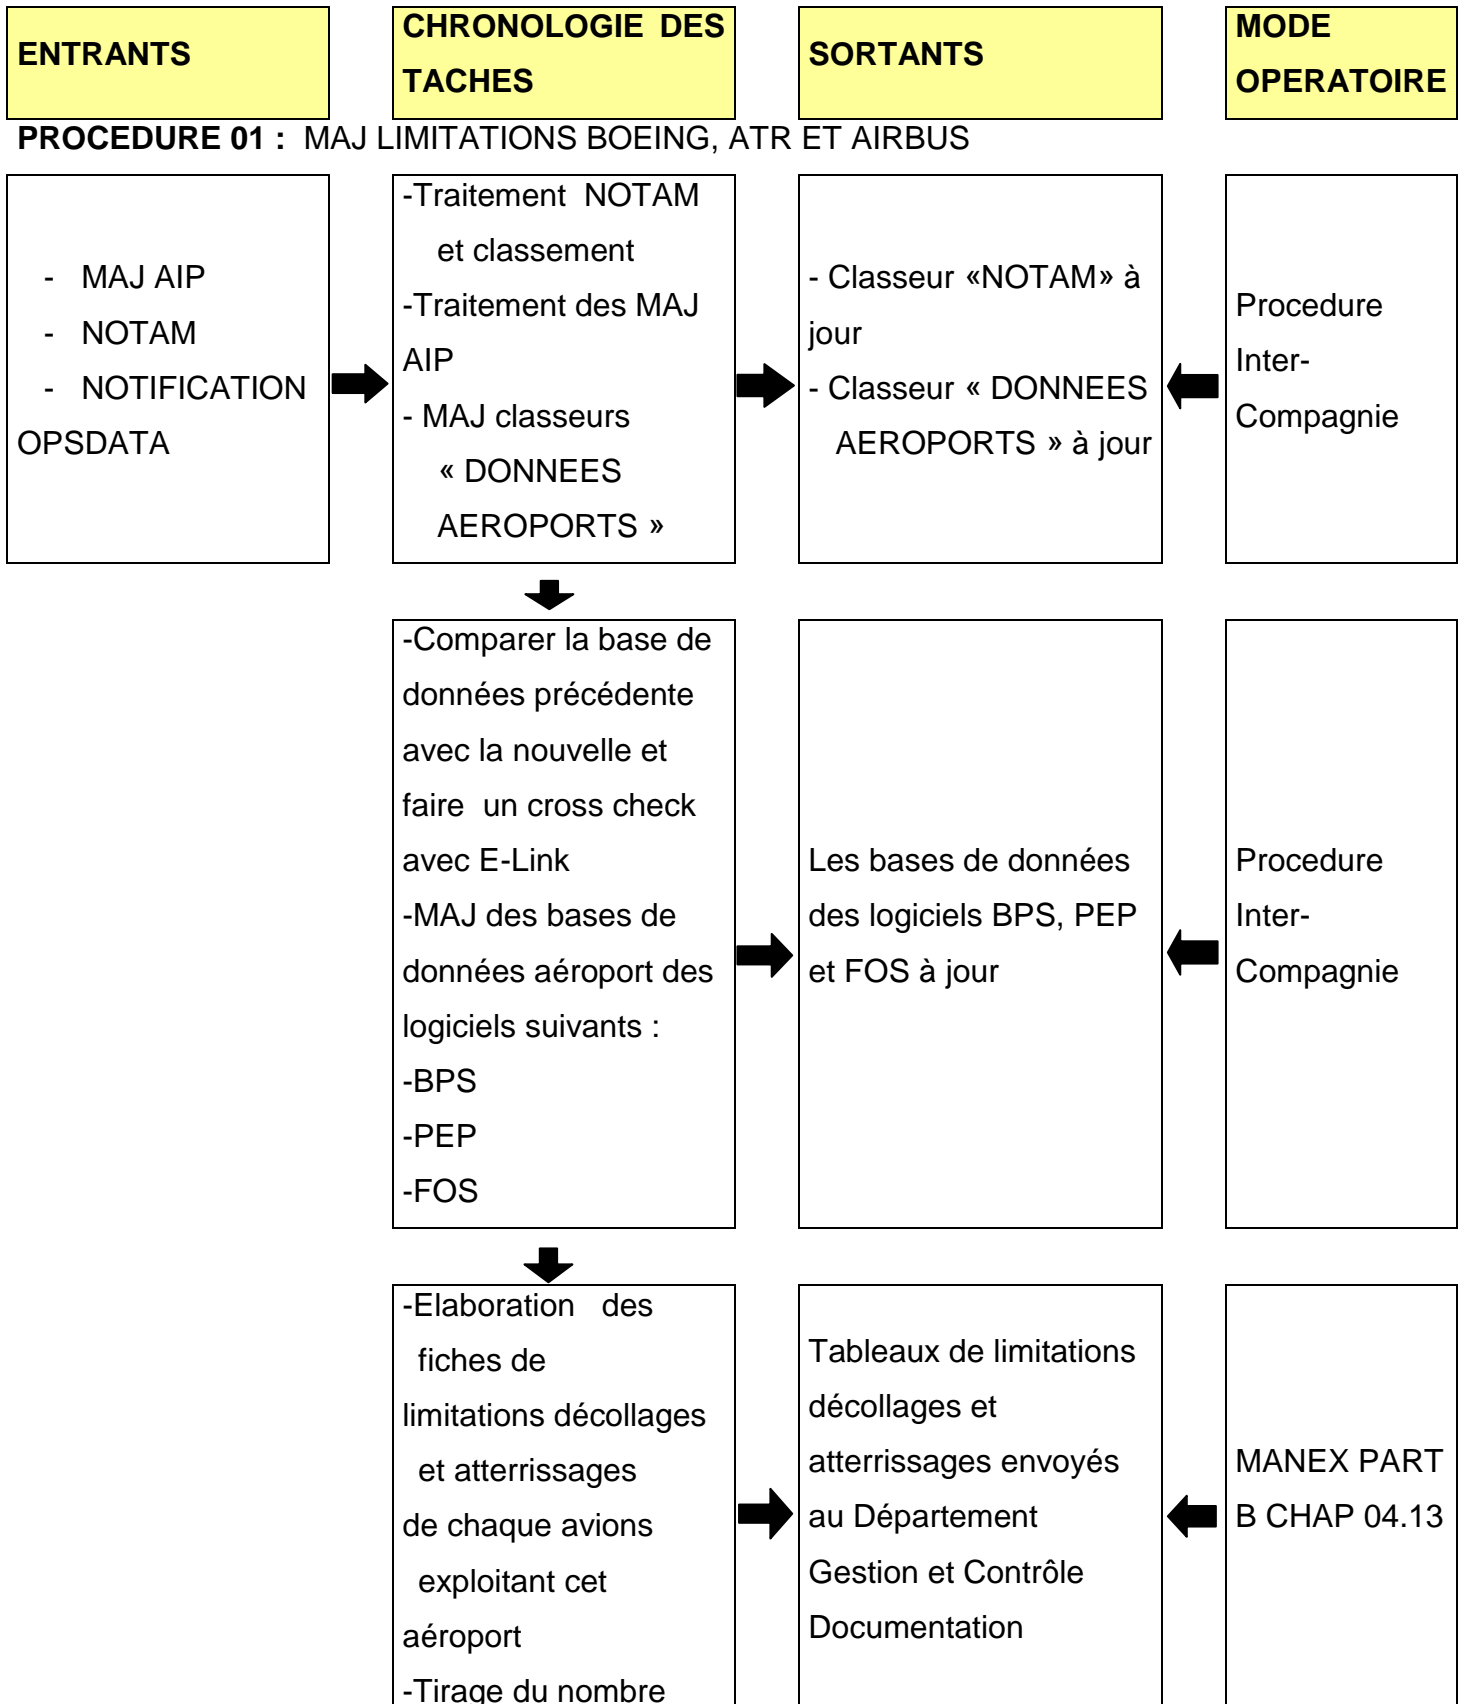 ENTRANTS
CHRONOLOGIE DES
TACHES
SORTANTS
MODE
OPERATOIRE
PROCEDURE 01 : MAJ LIMITATIONS BOEING, ATR ET AIRBUS
- MAJ AIP
- NOTAM
- NOTIFICATION
OPSDATA
-Traitement NOTAM
et classement
-Traitement des MAJ
AIP
- MAJ classeurs
« DONNEES
AEROPORTS »
- Classeur «NOTAM» à
jour
- Classeur « DONNEES
AEROPORTS » à jour
Procedure
Inter-
Compagnie
-Comparer la base de
données précédente
avec la nouvelle et
faire un cross check
avec E-Link
-MAJ des bases de
données aéroport des
logiciels suivants :
-BPS
-PEP
-FOS
Les bases de données
des logiciels BPS, PEP
et FOS à jour
Procedure
Inter-
Compagnie
-Elaboration des
fiches de
limitations décollages
et atterrissages
de chaque avions
exploitant cet
aéroport
-Tirage du nombre
Tableaux de limitations
décollages et
atterrissages envoyés
au Département
Gestion et Contrôle
Documentation
MANEX PART
B CHAP 04.13